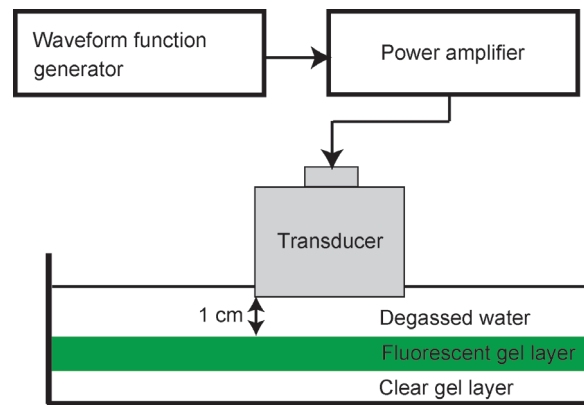 Waveform function
generator
Power amplifier
Transducer
1 cm
Degassed water
Fluorescent gel layer
Clear gel layer